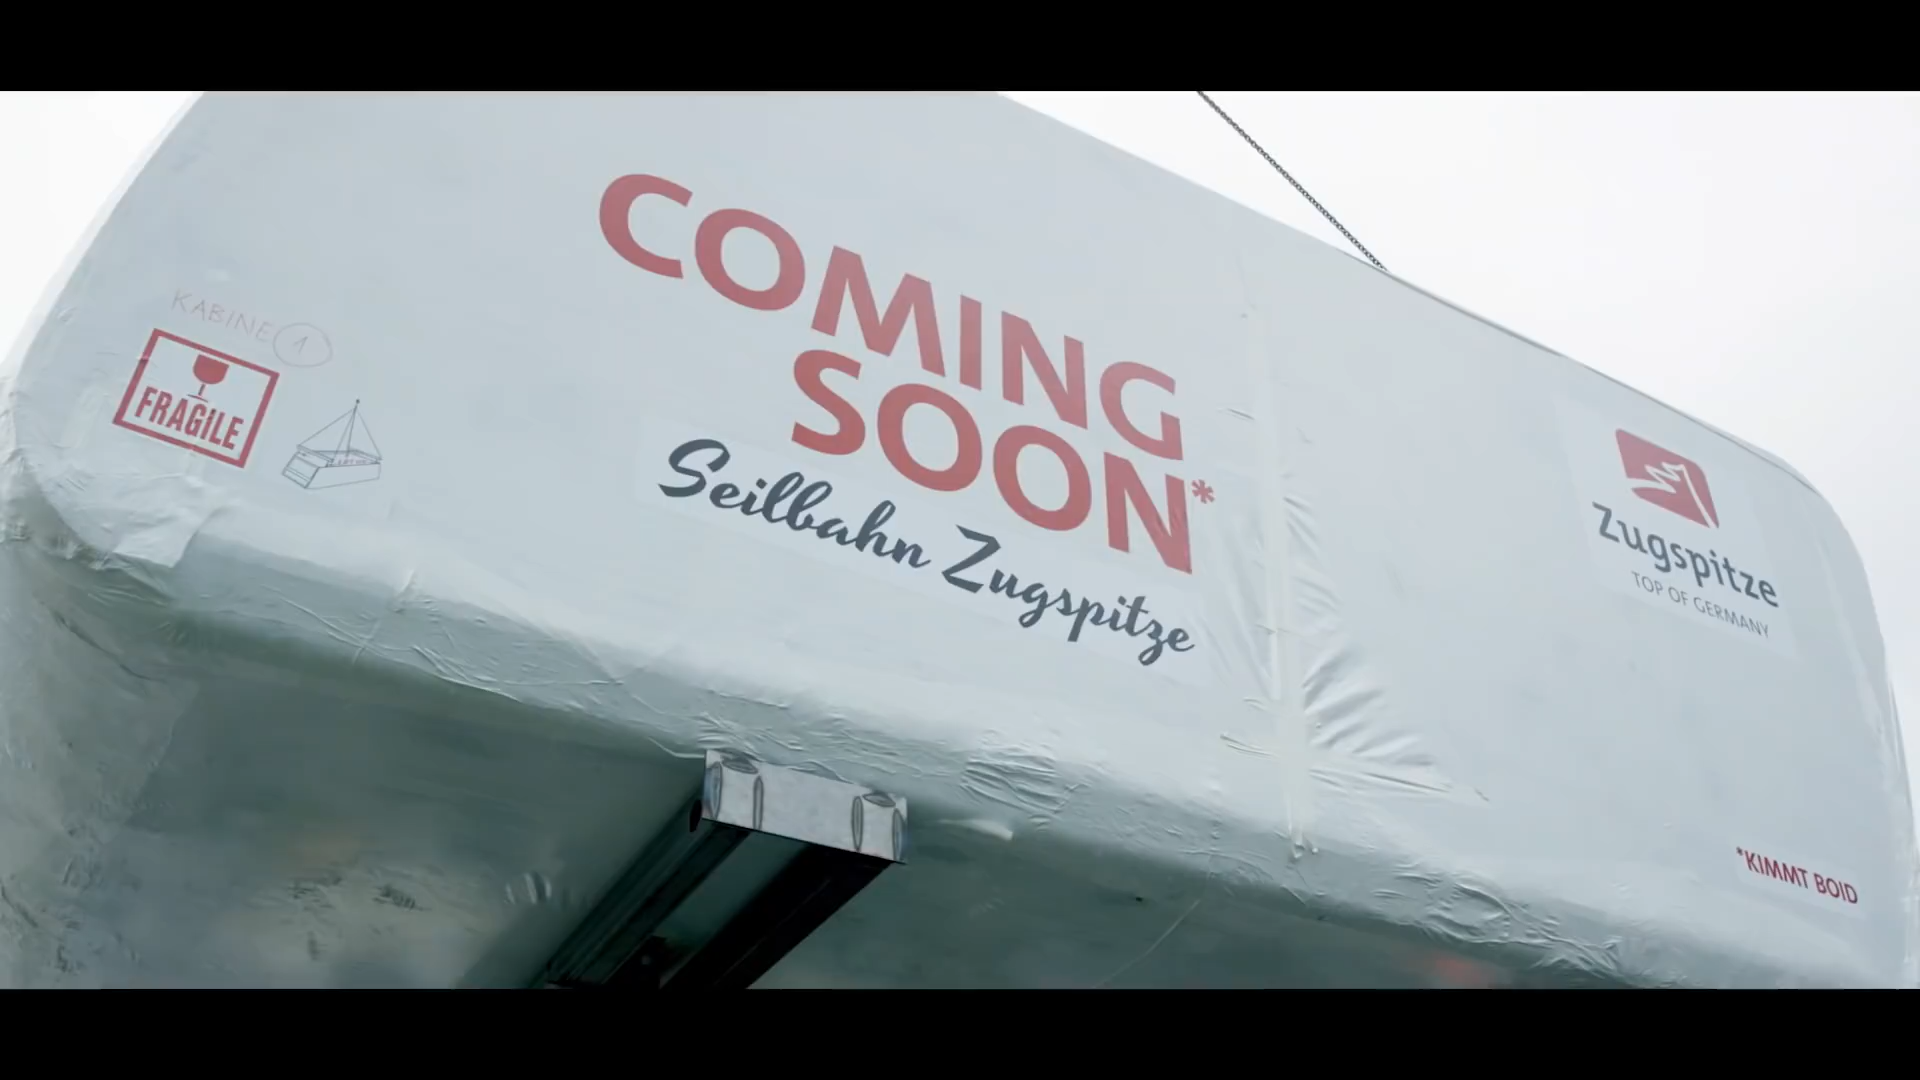 COMING
SOON*
Seilbahn Zugspitze
KABINE 1
FRAGILE
Zugspitze
TOP OF GERMANY
*KIMMT BOID